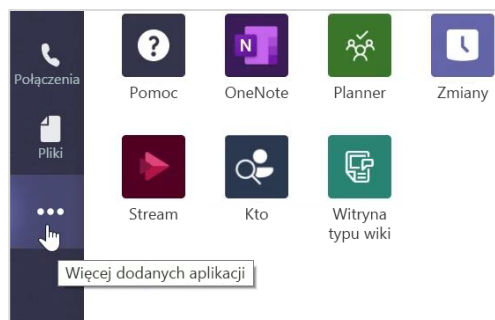 Połączenia
Pliki
Pomoc
OneNote
Planner
Zmiany
Stream
Kto
Witryna
typu wiki
Więcej dodanych aplikacji